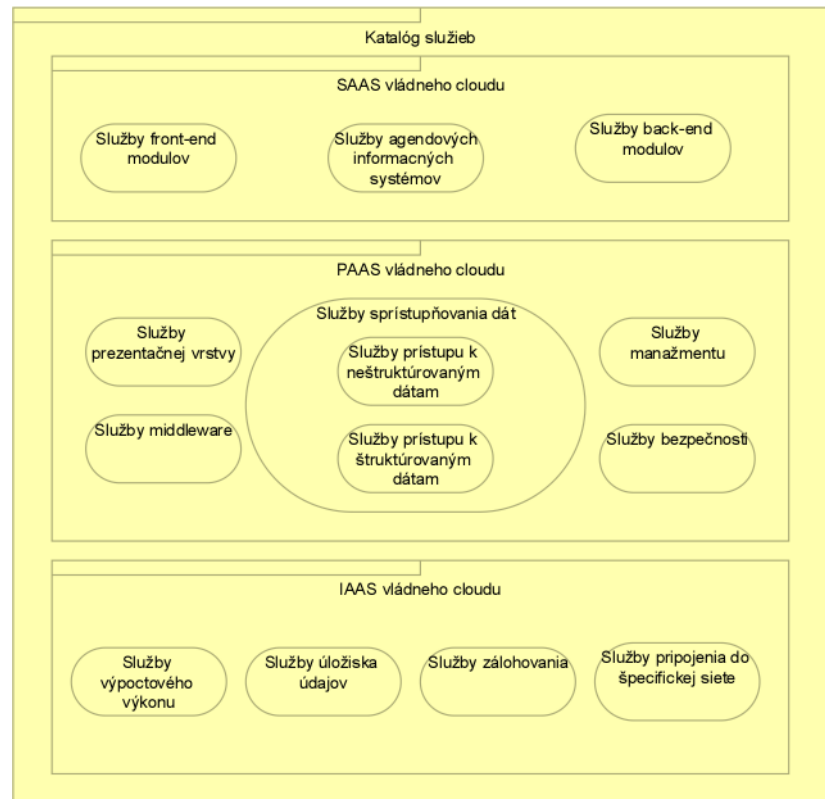 Katalóg služieb
SAAS vládneho cloudu
Služby front-end
modulov
Služby agendových
informacných
systémov
Služby back-end
modulov
PAAS vládneho cloudu
Služby
prezentačnej vrstvy
Služby middleware
Služby sprístupňovania dát
Služby prístupu k
neštruktúrovaným
dátam
Služby prístupu k
štruktúrovaným
dátam
Služby
manažmentu
Služby bezpečnosti
IAAS vládneho cloudu
Služby
výpoctového
výkonu
Služby úložiska
údajov
Služby zálohovania
Služby pripojenia do
špecifickej siete